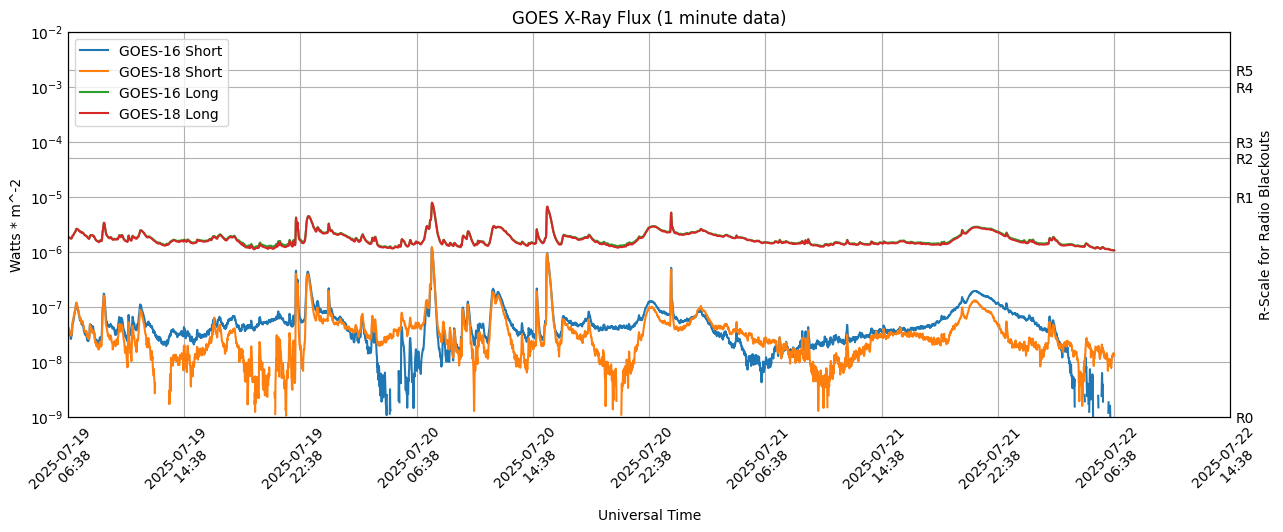 GOES X-Ray Flux (1 minute data)
GOES-16 Short
GOES-18 Short
GOES-16 Long
GOES-18 Long
Watts * m^-2
10⁻²
10⁻³
10⁻⁴
10⁻⁵
10⁻⁶
10⁻⁷
10⁻⁸
10⁻⁹
R5
R4
R3
R2
R1
R0
R-Scale for Radio Blackouts
2025-07-19
06:38
2025-07-19
14:38
2025-07-19
22:38
2025-07-20
06:38
2025-07-20
14:38
2025-07-20
22:38
2025-07-21
06:38
2025-07-21
14:38
2025-07-21
22:38
2025-07-22
06:38
2025-07-22
14:38
Universal Time